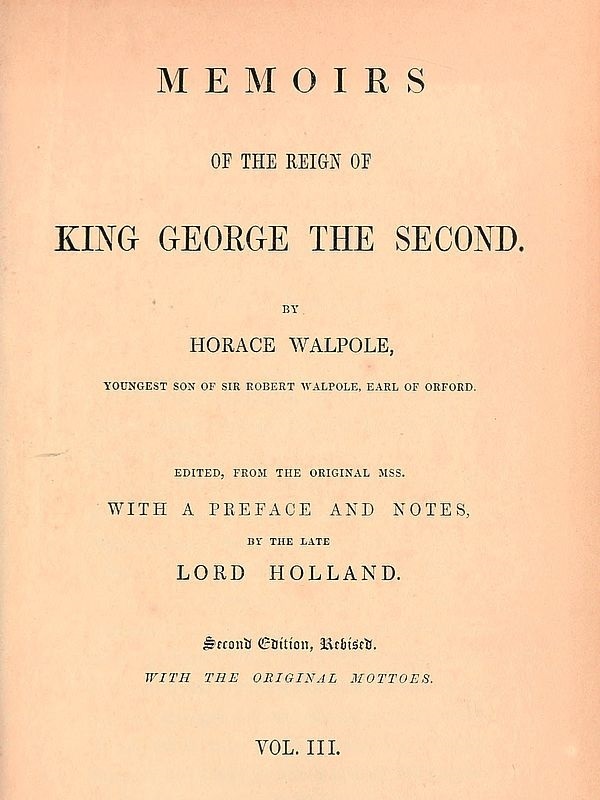 MEMOIRS
OF THE REIGN OF
KING GEORGE THE SECOND.
BY
HORACE WALPOLE,
YOUNGEST SON OF SIR ROBERT WALPOLE, EARL OF ORFORD.
EDITED, FROM THE ORIGINAL MSS.
WITH A PREFACE AND NOTES,
BY THE LATE
LORD HOLLAND.
Second Edition, Revised.
WITH THE ORIGINAL MOTTOES.
VOL. III.